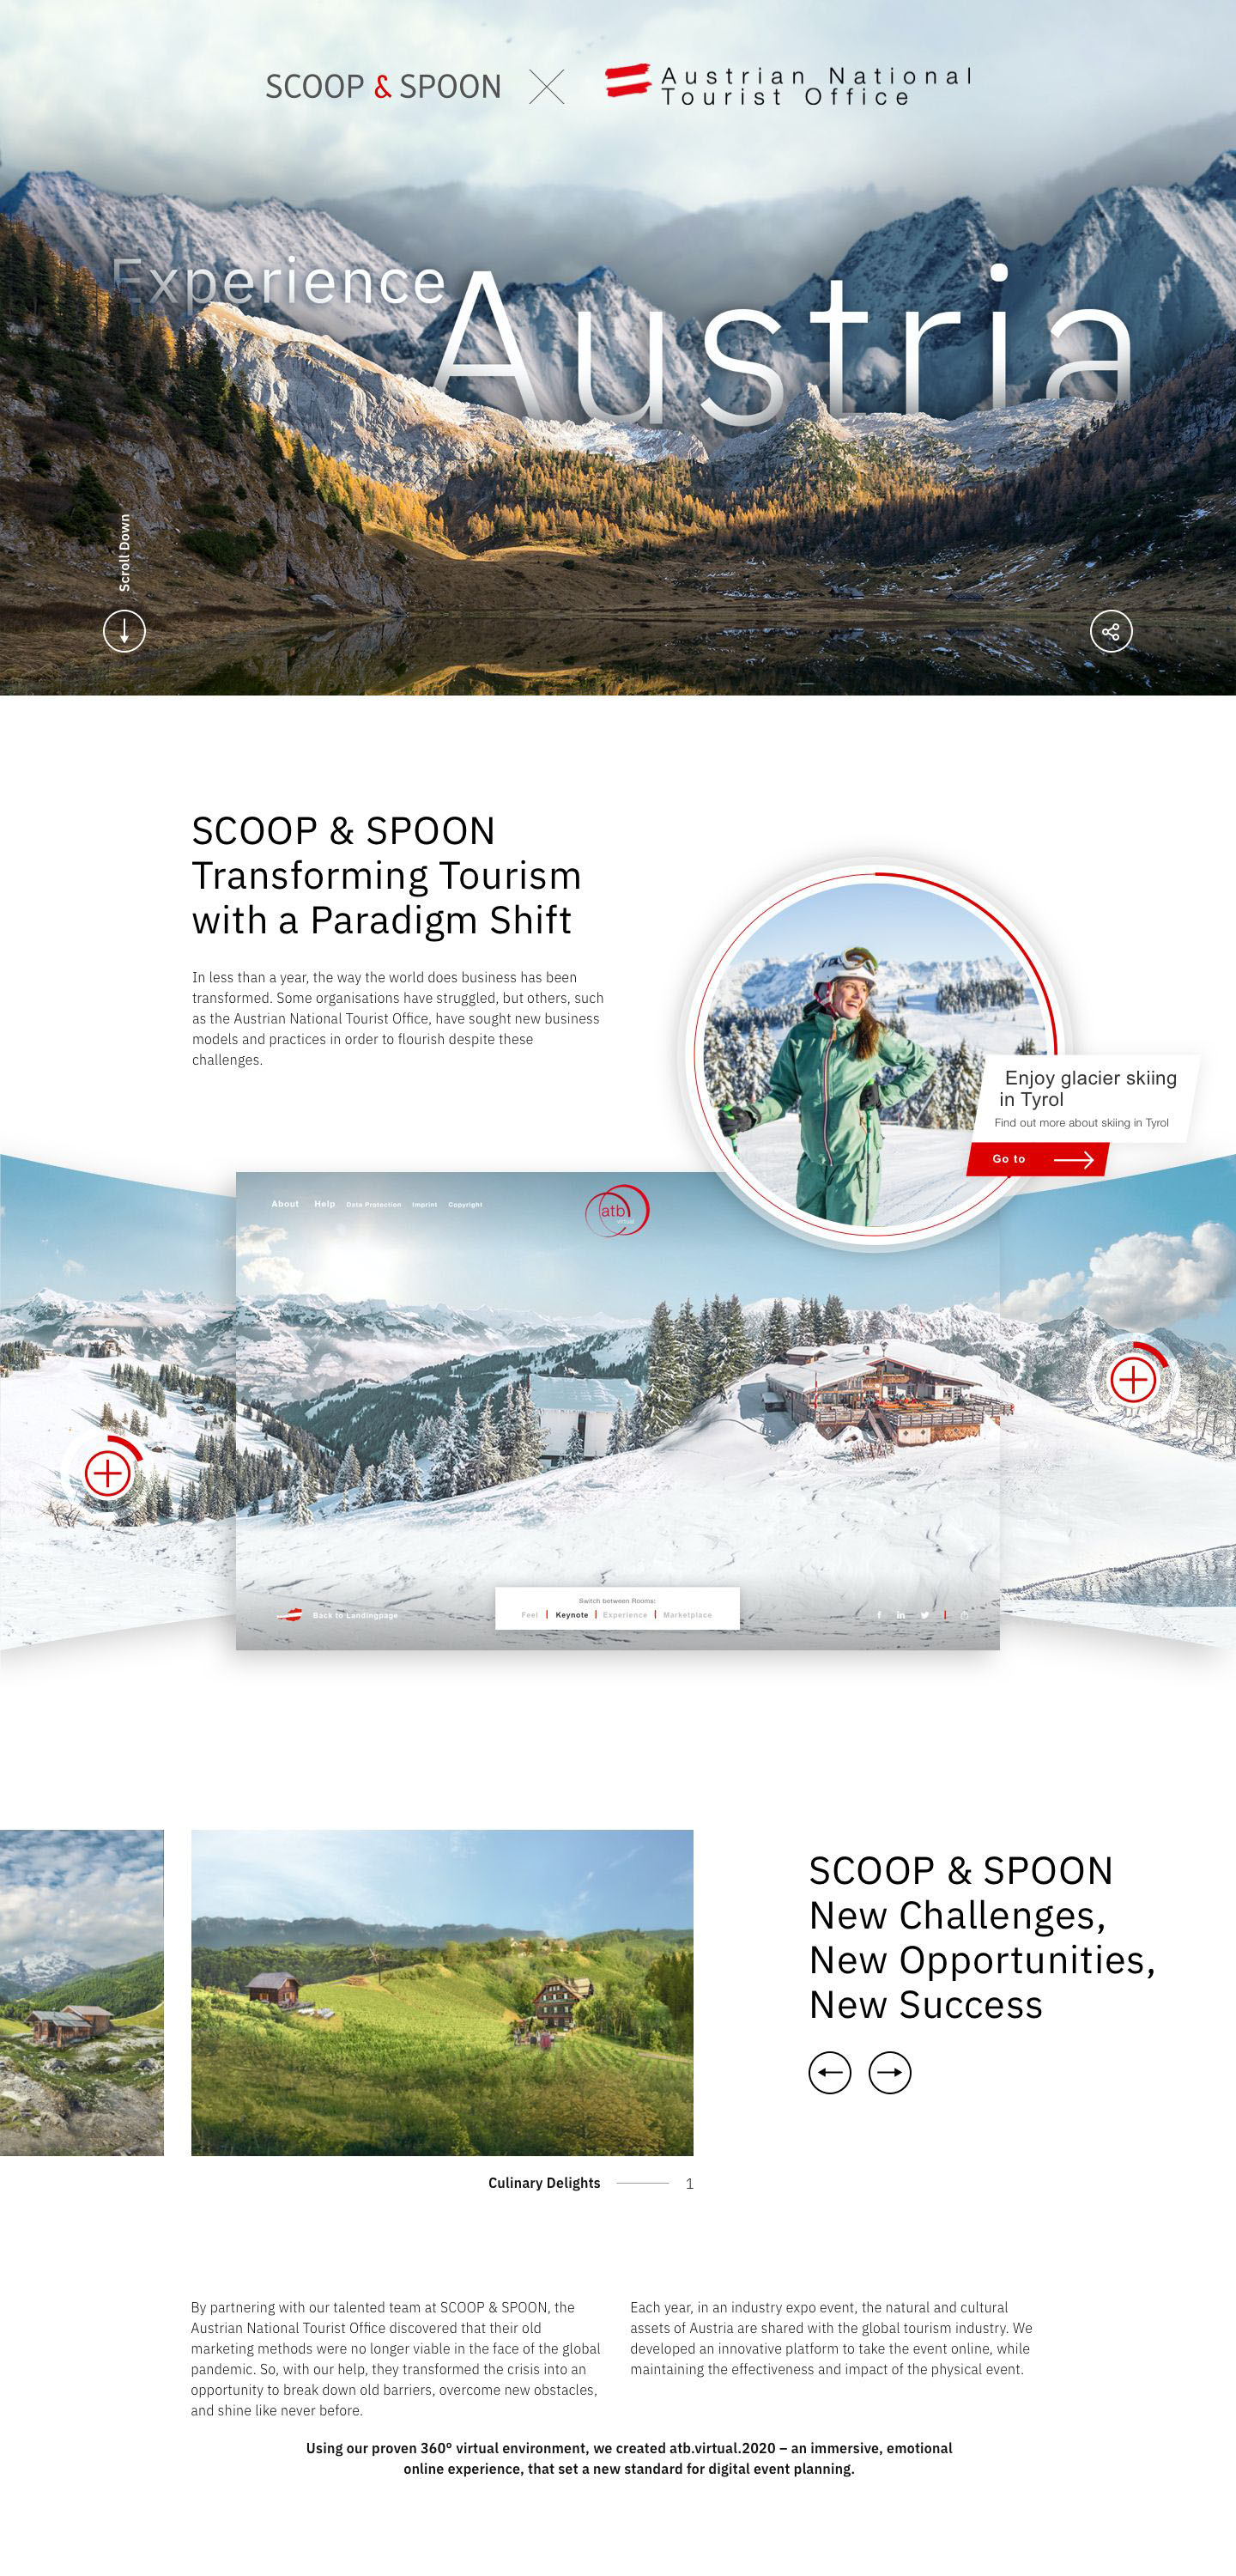 SCOOP & SPOON
Austrian National
Tourist Office
Experience
Austria
Scroll Down
SCOOP & SPOON
Transforming Tourism
with a Paradigm Shift
In less than a year, the way the world does business has been
transformed. Some organisations have struggled, but others, such
as the Austrian National Tourist Office, have sought new business
models and practices in order to flourish despite these
challenges.
Enjoy glacier skiing
in Tyrol
Find out more about skiing in Tyrol
Go to
About Help Data Protection Imprint Copyright
atb
virtual
Switch between Rooms:
Feel | Keynote | Experience | Marketplace
Back to Landingpage
SCOOP & SPOON
New Challenges,
New Opportunities,
New Success
Culinary Delights 1
By partnering with our talented team at SCOOP & SPOON, the
Austrian National Tourist Office discovered that their old
marketing methods were no longer viable in the face of the global
pandemic. So, with our help, they transformed the crisis into an
opportunity to break down old barriers, overcome new obstacles,
and shine like never before.
Each year, in an industry expo event, the natural and cultural
assets of Austria are shared with the global tourism industry. We
developed an innovative platform to take the event online, while
maintaining the effectiveness and impact of the physical event.
Using our proven 360° virtual environment, we created atb.virtual.2020 – an immersive, emotional
online experience, that set a new standard for digital event planning.